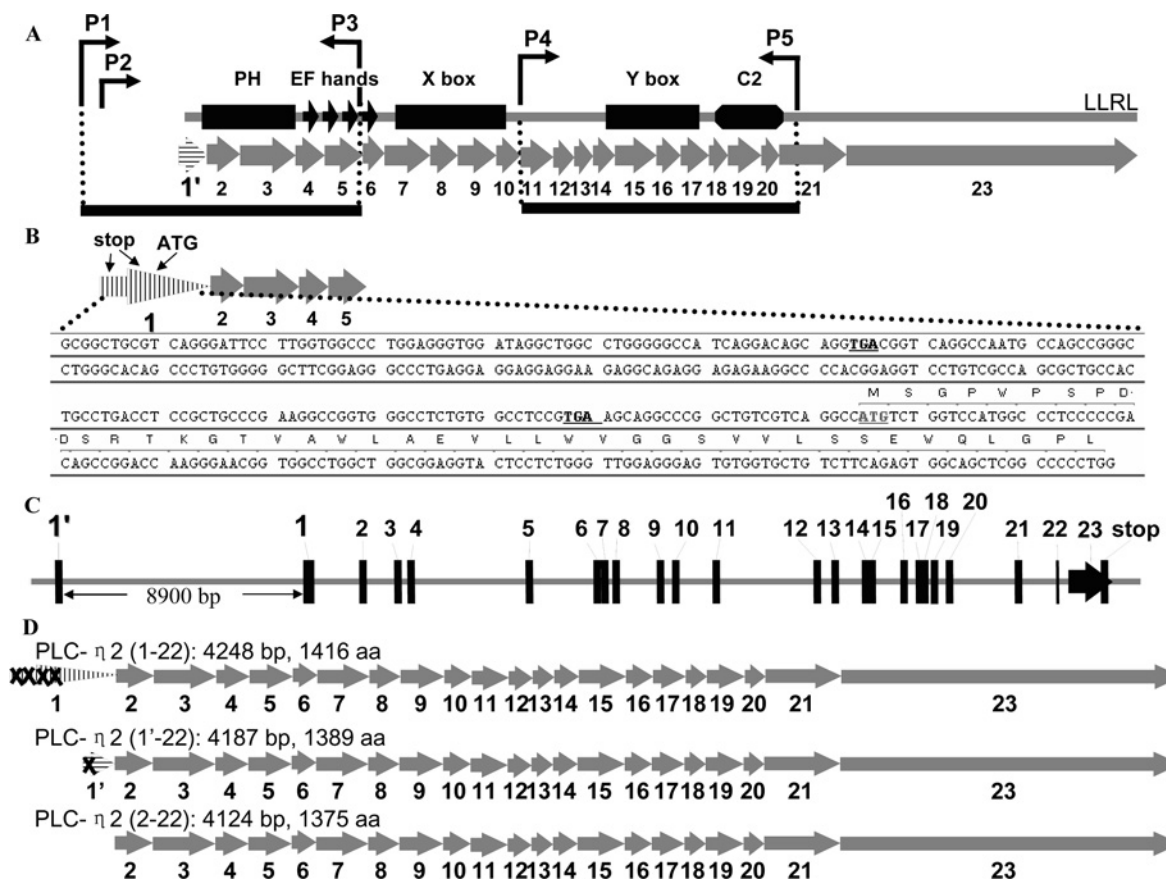 A
P1
P2
P3
P4
P5
PH EF hands X box Y box C2
LLRL
1' 2 3 4 5 6 7 8 9 10 11 12 13 14 15 16 17 18 19 20 21 23
B
stop ATG
1 2 3 4 5
GCGGCTGCGT CAGGGATTCC TTGGTGGCCC TGGAGGGTGG ATAGGCTGGC CCTGGGGGCCA TCAGGACAGC AGGTGACGGT CAGGCCAATG CCAGCCGGGC
CTGGGCACAG CCCTGTGGGG GCTTCGGAGG GCCCTGAGGA GGAGGAGGAA GAGGCAGAGG AGAGAAGGCC CCACGGAGGT CCTGTCGCCA GCGCTGCCAC
M S G P W P S P D
TGCCTGACCT CCGCTGCCCG AAGGCCGGTG GGCCTCTGTG GCCTCCGTGA AGCAGGCCCG GCTGTCGTCA GGCCATGTCT GGTCCATGGC CCTCCCCCGA
D S R T K G T V A W L A E V L L W V G G S V V L S S E W Q L G P L
CAGCCGGACC AAGGGAACGG TGGCCTGGCT GGCGGAGGTA CTCCTCTGGG TTGGAGGGAG TGTGGTGCTG TCTTCAGAGT GGCAGCTCGG CCCCCTGG
C
1' 1 2 3 4 5 6 7 8 9 10 11 12 13 14 15 16 17 18 19 20 21 22 23 stop
8900 bp
D
PLC- η2 (1-22): 4248 bp, 1416 aa
1 2 3 4 5 6 7 8 9 10 11 12 13 14 15 16 17 18 19 20 21 23
PLC- η2 (1'-22): 4187 bp, 1389 aa
1' 2 3 4 5 6 7 8 9 10 11 12 13 14 15 16 17 18 19 20 21 23
PLC- η2 (2-22): 4124 bp, 1375 aa
2 3 4 5 6 7 8 9 10 11 12 13 14 15 16 17 18 19 20 21 23